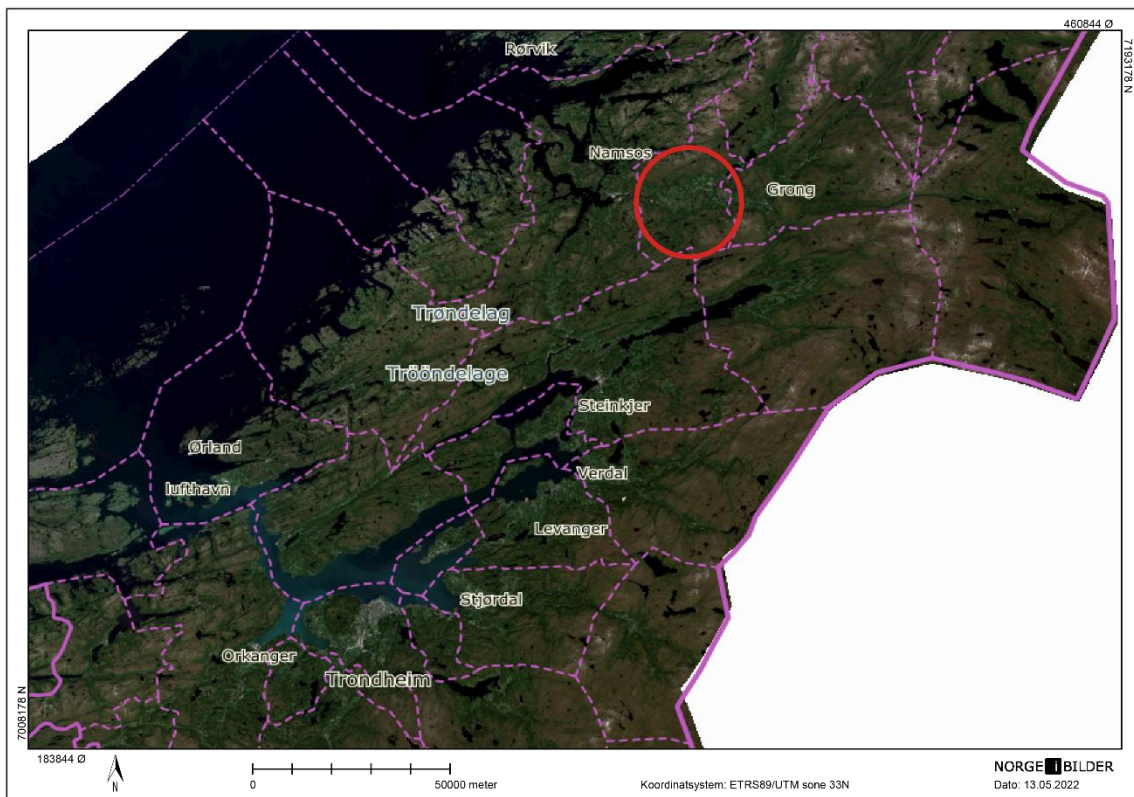 460844 Ø
7193178 N
Rørvik
Namsos
Grong
Trøndelag
Trööndelage
Steinkjer
Ørland
lufthavn
Verdal
Levanger
Stjørdal
Orkanger
Trondheim
7008178 N
183844 Ø
N
0 50000 meter
Koordinatsystem: ETRS89/UTM sone 33N
NORGE i BILDER
Dato: 13.05.2022